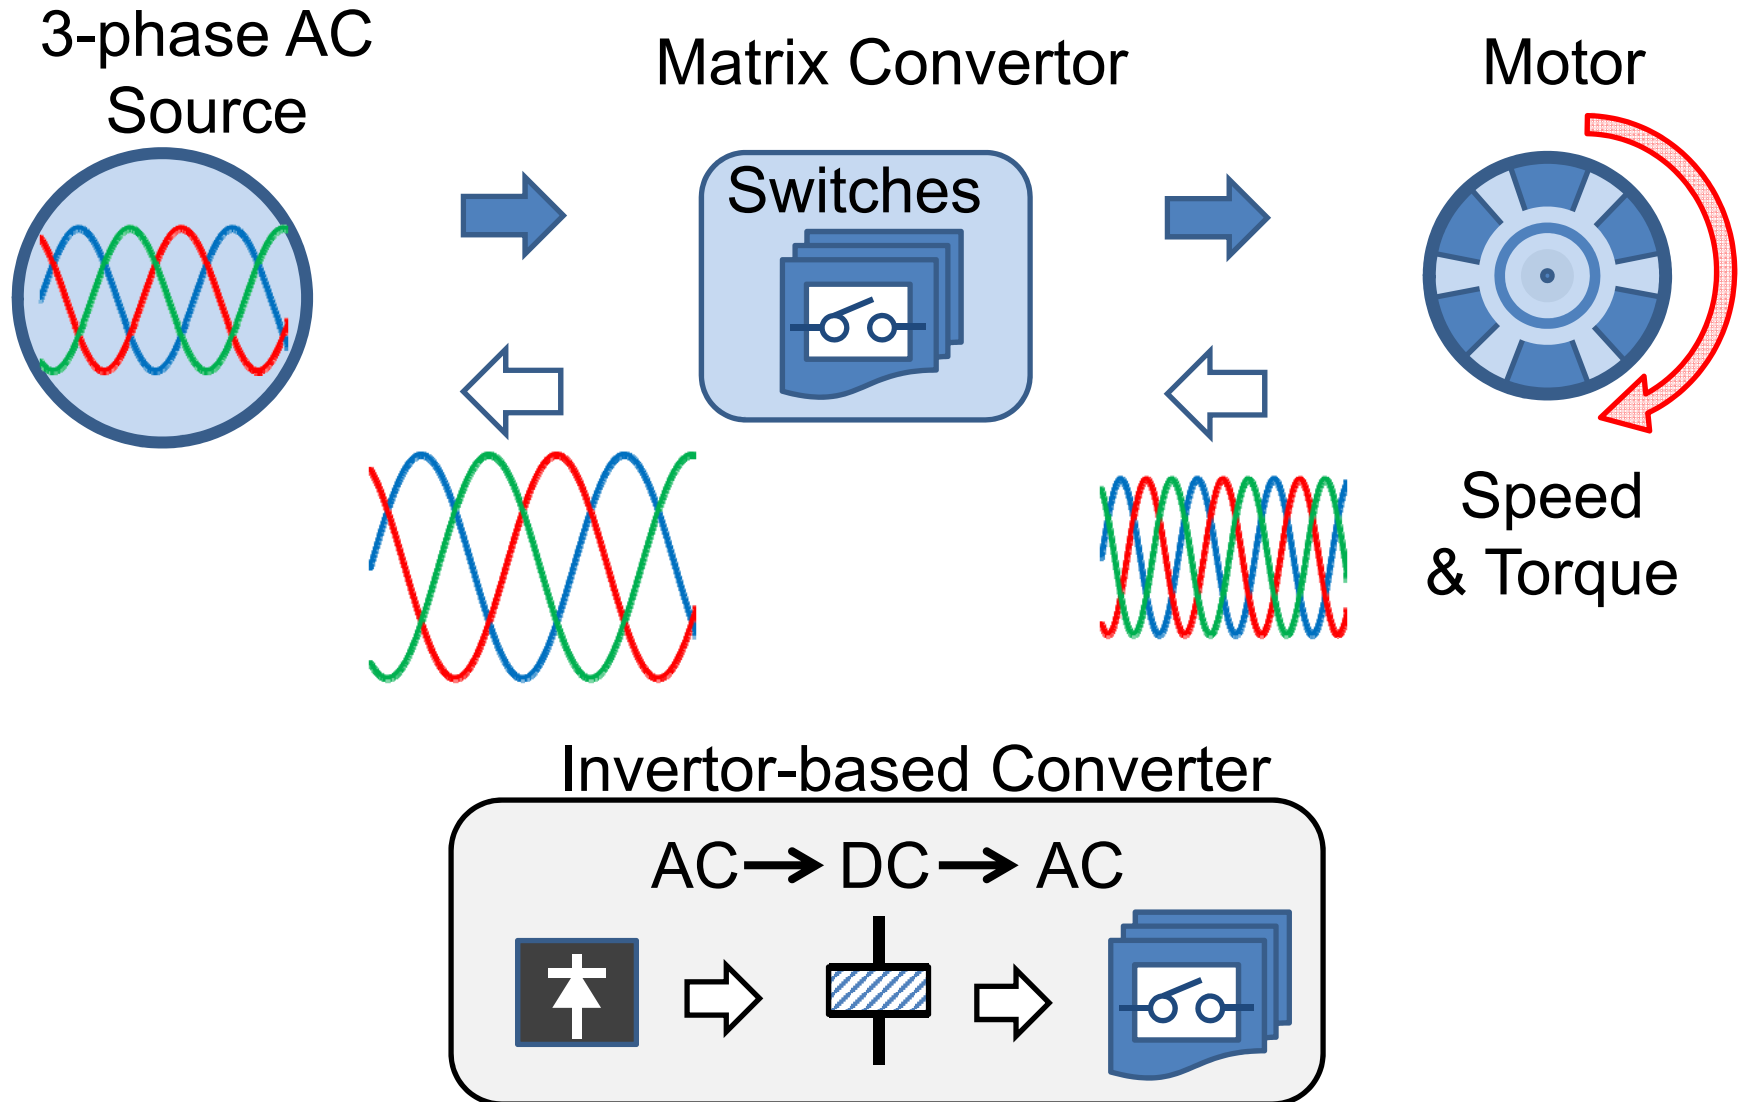 3-phase AC
Source
Matrix Convertor
Motor
Switches
Speed
& Torque
Invertor-based Converter
AC → DC → AC